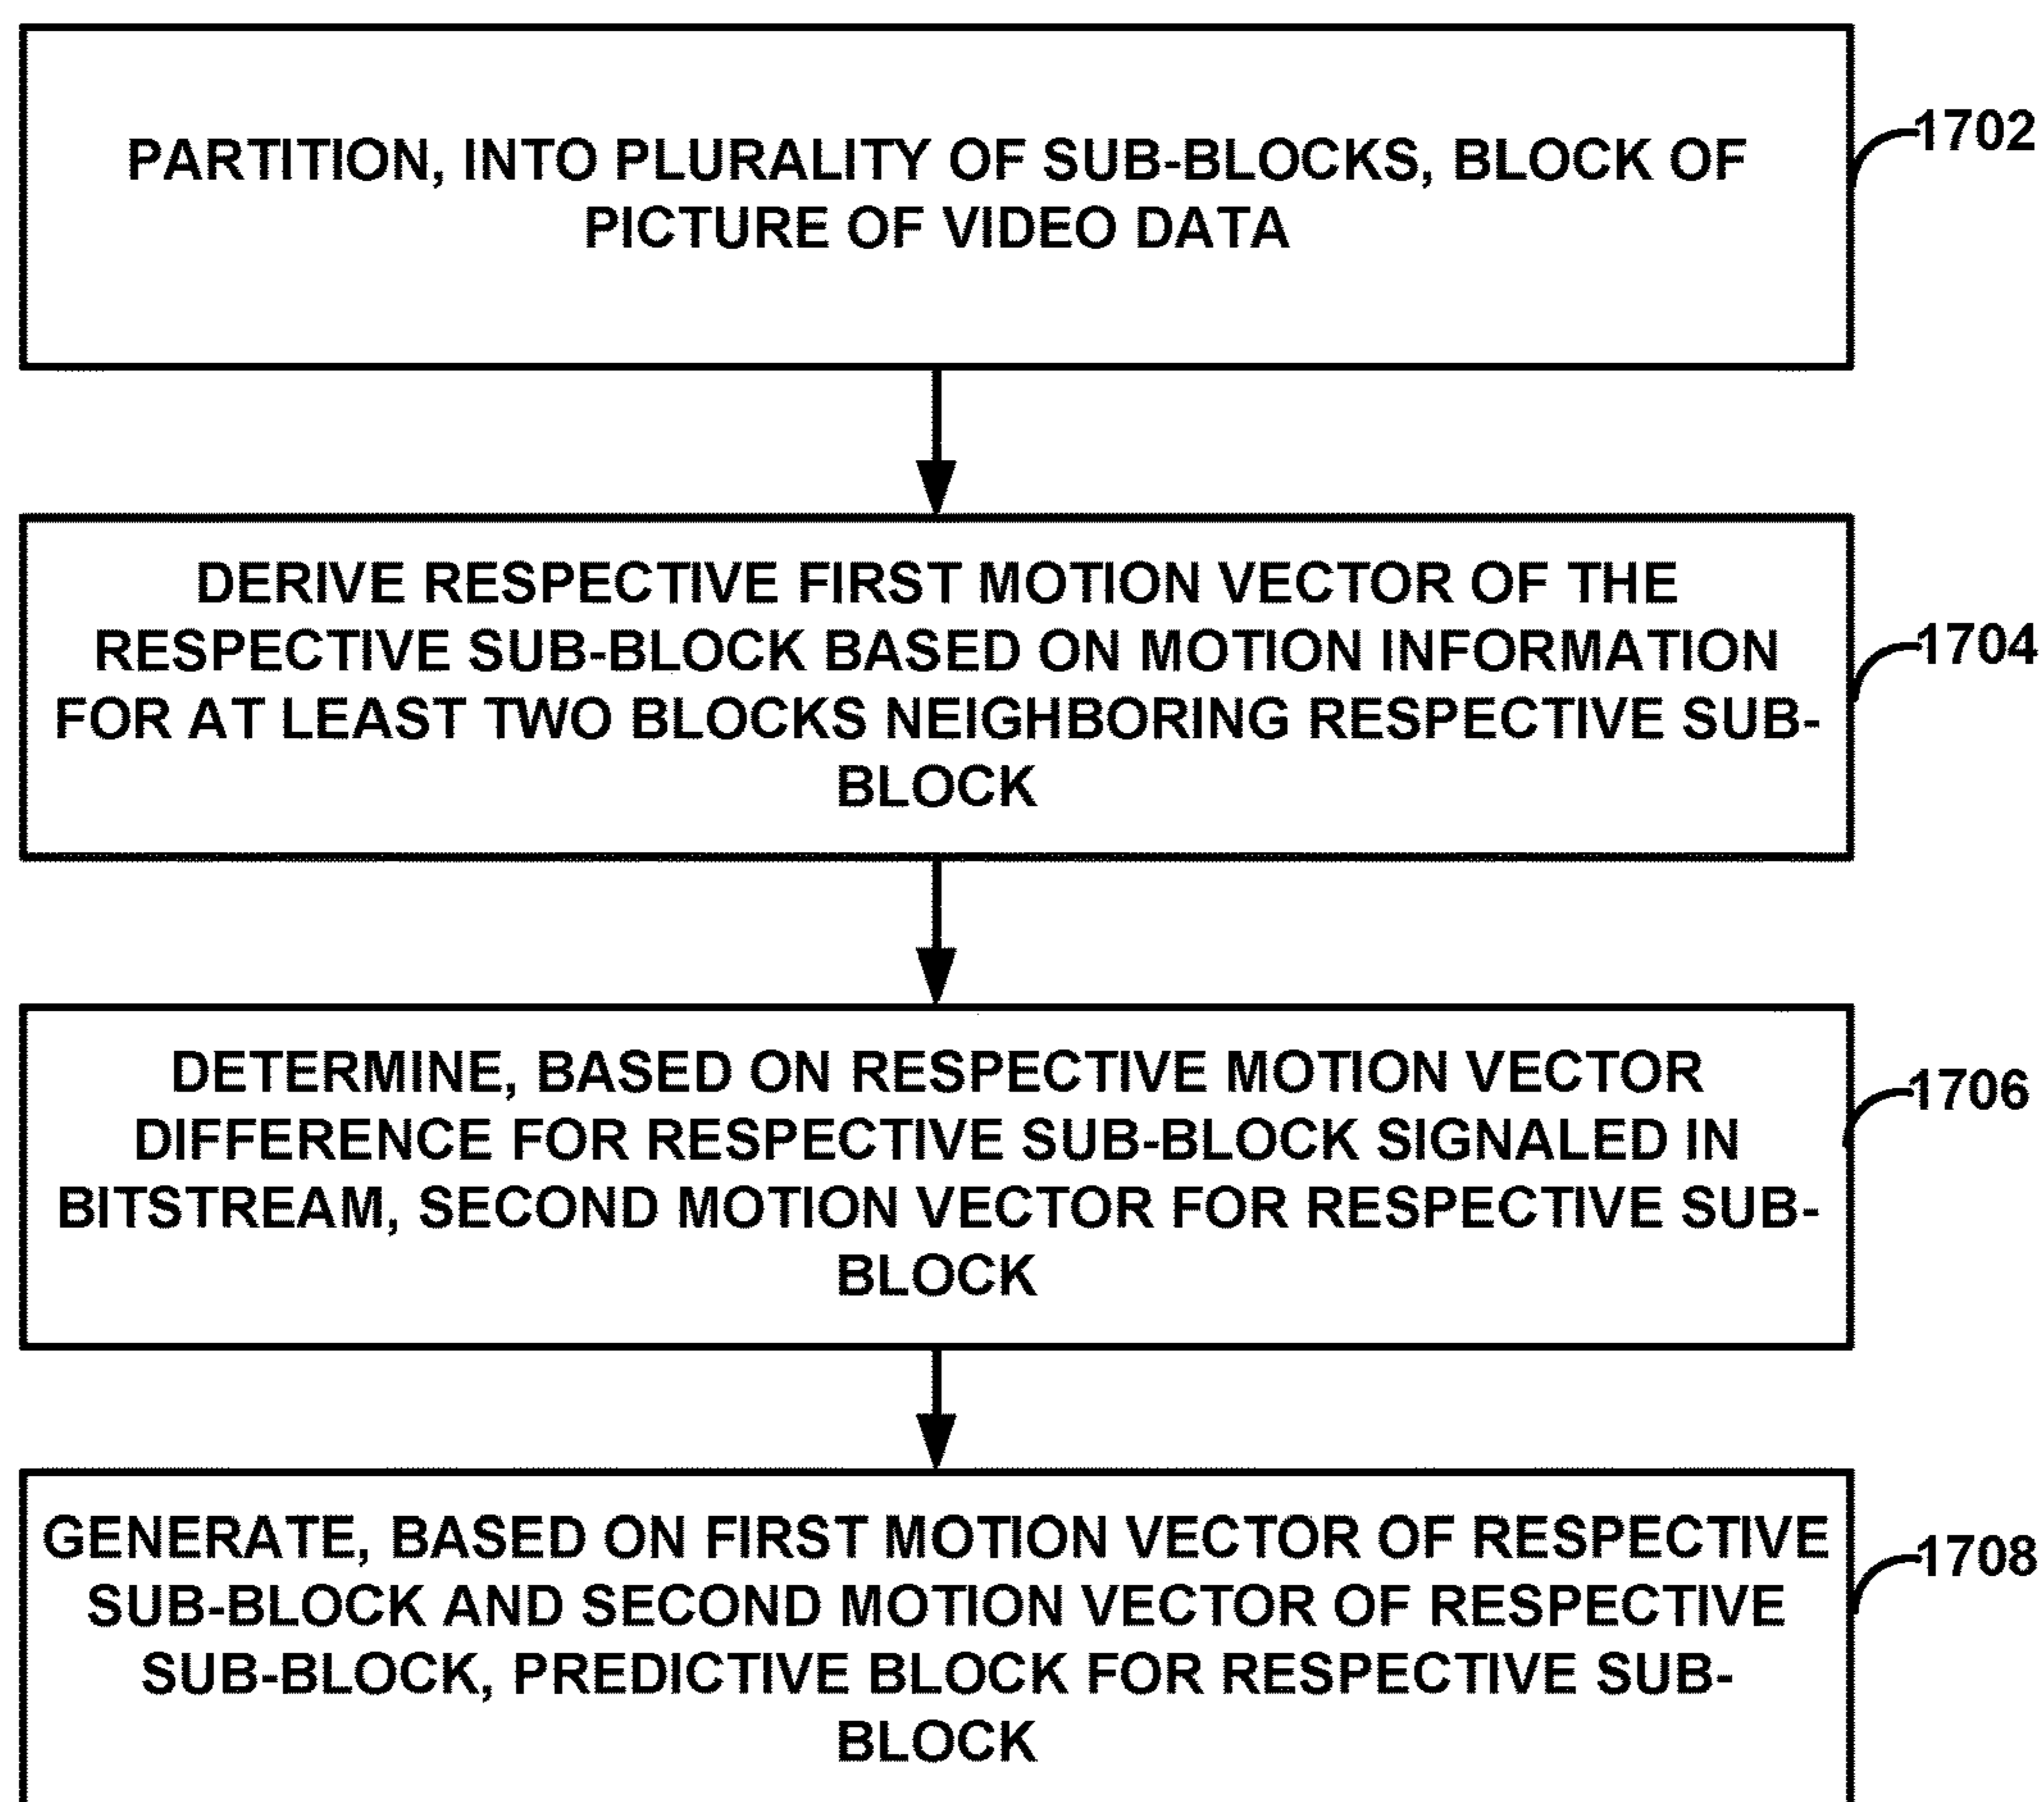 PARTITION, INTO PLURALITY OF SUB-BLOCKS, BLOCK OF
PICTURE OF VIDEO DATA
1702
DERIVE RESPECTIVE FIRST MOTION VECTOR OF THE
RESPECTIVE SUB-BLOCK BASED ON MOTION INFORMATION
FOR AT LEAST TWO BLOCKS NEIGHBORING RESPECTIVE SUB-
BLOCK
1704
DETERMINE, BASED ON RESPECTIVE MOTION VECTOR
DIFFERENCE FOR RESPECTIVE SUB-BLOCK SIGNALED IN
BITSTREAM, SECOND MOTION VECTOR FOR RESPECTIVE SUB-
BLOCK
1706
GENERATE, BASED ON FIRST MOTION VECTOR OF RESPECTIVE
SUB-BLOCK AND SECOND MOTION VECTOR OF RESPECTIVE
SUB-BLOCK, PREDICTIVE BLOCK FOR RESPECTIVE SUB-
BLOCK
1708